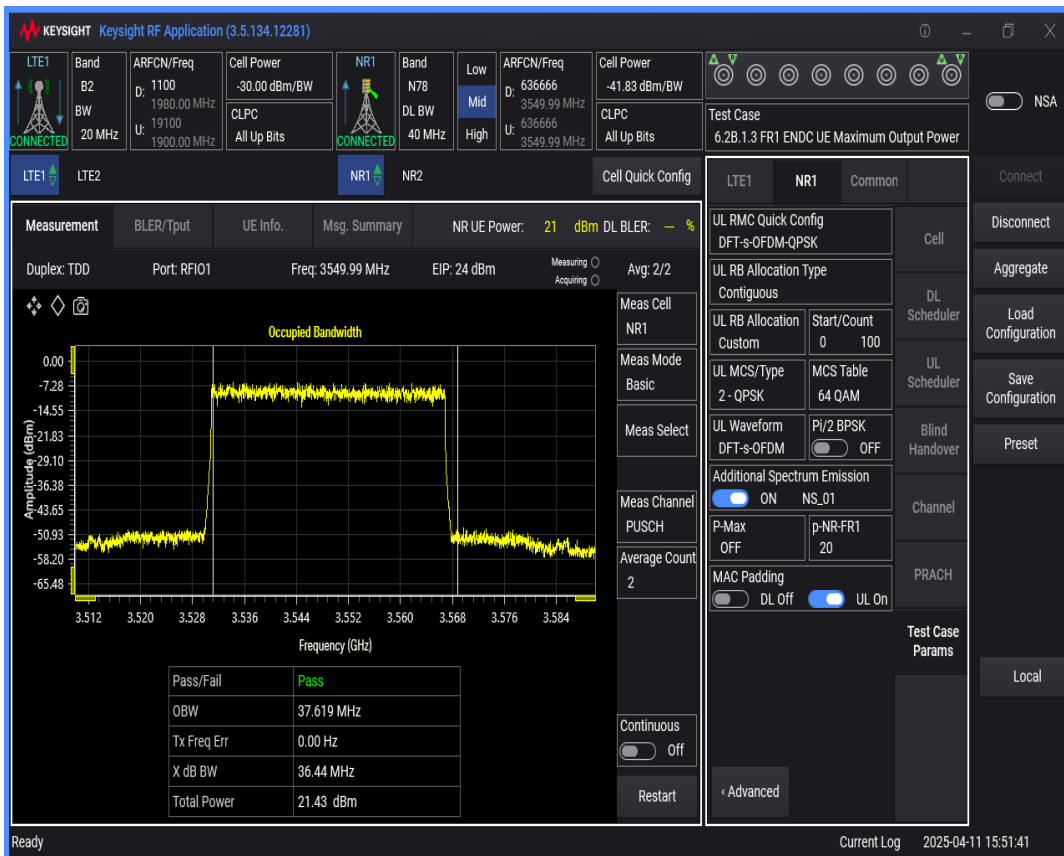 KEYSIGHT Keysight RF Application (3.5.134.12281)
LTE1
CONNECTED
Band
B2
BW
20 MHz
ARFCN/Freq
D: 1100
1980.00 MHz
U: 19100
1900.00 MHz
Cell Power
-30.00 dBm/BW
CLPC
All Up Bits
NR1
CONNECTED
Band
N78
DL BW
40 MHz
Low
Mid
High
ARFCN/Freq
D: 636666
3549.99 MHz
U: 636666
3549.99 MHz
Cell Power
-41.83 dBm/BW
CLPC
All Up Bits
Test Case
6.2B.1.3 FR1 ENDC UE Maximum Output Power
NSA
LTE1 LTE2
NR1 NR2
Cell Quick Config
Measurement BLER/Tput UE Info. Msg. Summary NR UE Power: 21 dBm DL BLER: — %
Duplex: TDD Port: RFIO1 Freq: 3549.99 MHz EIP: 24 dBm Measuring Avg: 2/2
Acquiring
Occupied Bandwidth
Amplitude (dBm)
0.00
-7.28
-14.55
-21.83
-29.10
-36.38
-43.65
-50.93
-58.20
-65.48
3.512 3.520 3.528 3.536 3.544 3.552 3.560 3.568 3.576 3.584
Frequency (GHz)
Pass/Fail Pass
OBW 37.619 MHz
Tx Freq Err 0.00 Hz
X dB BW 36.44 MHz
Total Power 21.43 dBm
Meas Cell
NR1
Meas Mode
Basic
Meas Select
Meas Channel
PUSCH
Average Count
2
Continuous
Off
Restart
LTE1 NR1 Common
UL RMC Quick Config
DFT-s-OFDM-QPSK
UL RB Allocation Type
Contiguous
UL RB Allocation
Custom
Start/Count
0 100
UL MCS/Type
2 - QPSK
MCS Table
64 QAM
UL Waveform
DFT-s-OFDM
Pi/2 BPSK
OFF
Additional Spectrum Emission
ON NS_01
P-Max
OFF
p-NR-FR1
20
MAC Padding
DL Off UL On
‹ Advanced
Cell
DL
Scheduler
UL
Scheduler
Blind
Handover
Channel
PRACH
Test Case
Params
Connect
Disconnect
Aggregate
Load
Configuration
Save
Configuration
Preset
Local
Ready Current Log 2025-04-11 15:51:41